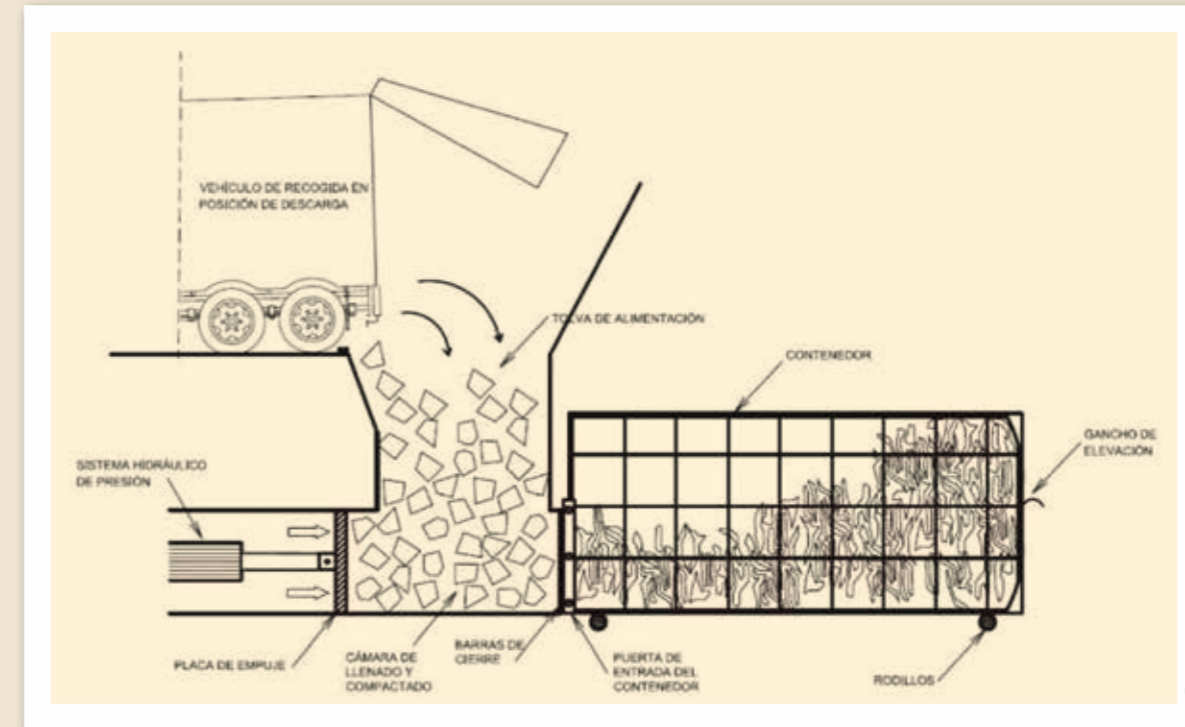 VEHÍCULO DE RECOGIDA EN
POSICIÓN DE DESCARGA
TOLVA DE ALIMENTACIÓN
CONTENEDOR
GANCHO DE
ELEVACIÓN
SISTEMA HIDRÁULICO
DE PRESIÓN
PLACA DE EMPUJE
CÁMARA DE
LLENADO Y
COMPACTADO
BARRAS DE
CIERRE
PUERTA DE
ENTRADA DEL
CONTENEDOR
RODILLOS